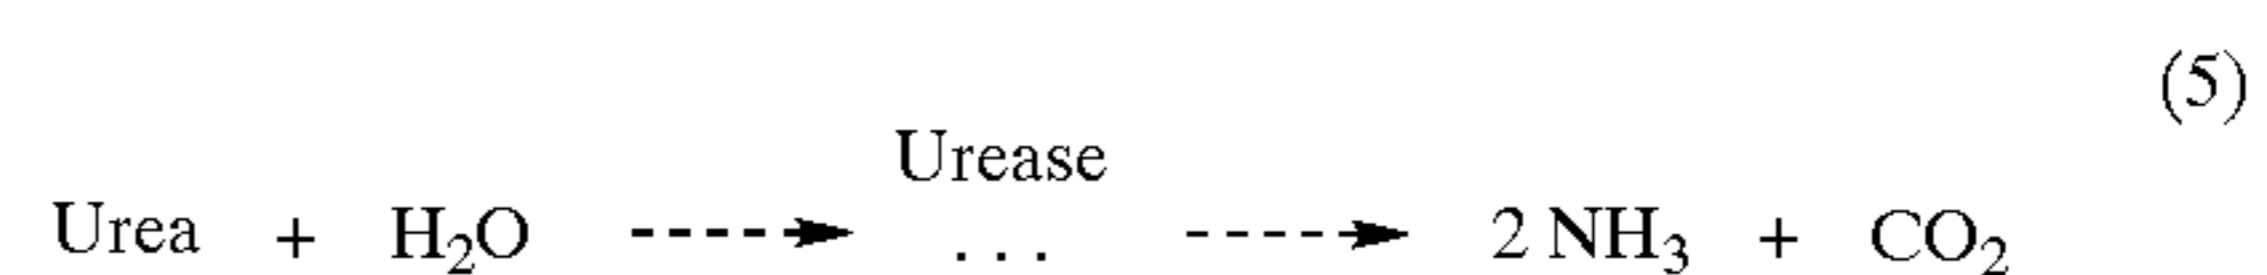 (5)
Urease
Urea + H₂O ----► ... ----► 2 NH₃ + CO₂